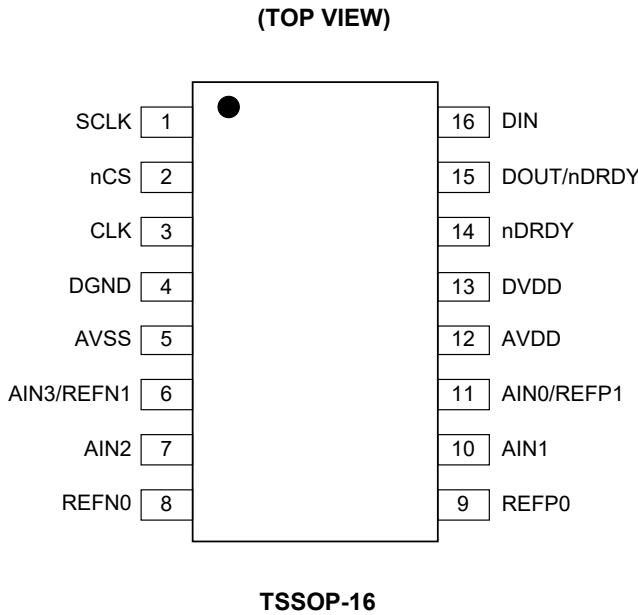 (TOP VIEW)
SCLK 1 16 DIN
nCS 2 15 DOUT/nDRDY
CLK 3 14 nDRDY
DGND 4 13 DVDD
AVSS 5 12 AVDD
AIN3/REFN1 6 11 AIN0/REFP1
AIN2 7 10 AIN1
REFN0 8 9 REFP0
TSSOP-16